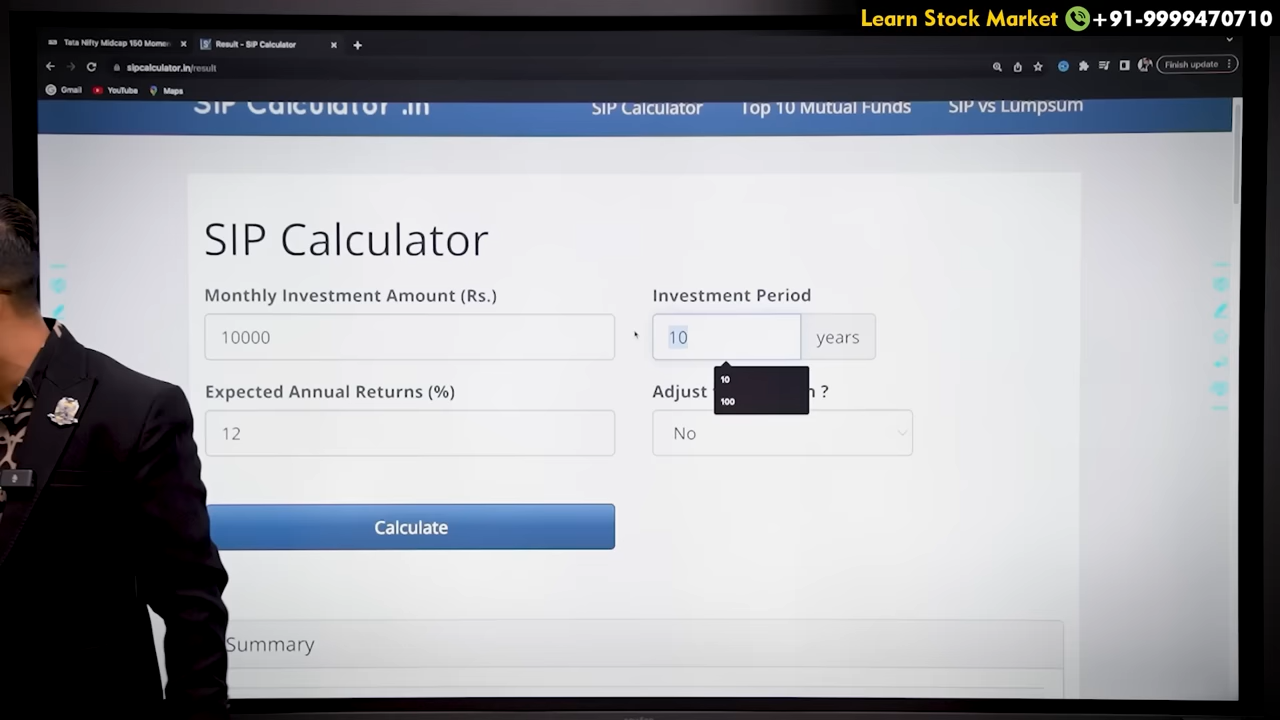 Learn Stock Market +91-9999470710
Tata Nifty Midcap 150 Momen
Result - SIP Calculator
sipcalculator.in/result
Finish update
Gmail YouTube Maps
SIP Calculator .in
SIP Calculator Top 10 Mutual Funds SIP vs Lumpsum
SIP Calculator
Monthly Investment Amount (Rs.) Investment Period
10000 10 years
10
100
Expected Annual Returns (%) Adjust ?
12 No
Calculate
Summary